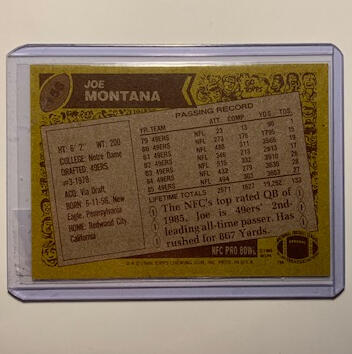 JOE
MONTANA
PASSING RECORD
HT: 6' 2" WT: 200
COLLEGE: Notre Dame
DRAFTED: 49ERS
#3-1979
ACQ: Via Draft
BORN: 6-11-56, New
Eagle, Pennsylvania
HOME: Redwood City
California
YR. TEAM ATT. COMP. YDS. TDS.
79 49ERS NFL 23 13 96 1
80 49ERS NFL 273 176 1795 15
81 49ERS NFL 488 311 3565 19
82 49ERS NFL 346 213 2613 17
83 49ERS NFL 515 332 3910 26
84 49ERS NFL 432 279 3630 28
85 49ERS NFL 494 303 3653 27
LIFETIME TOTALS 2571 1627 19,262 133
The NFC's top rated QB of
1985, Joe is 49ers' 2nd-
leading all-time passer. Has
rushed for 867 Yards.
NFC PRO BOWL